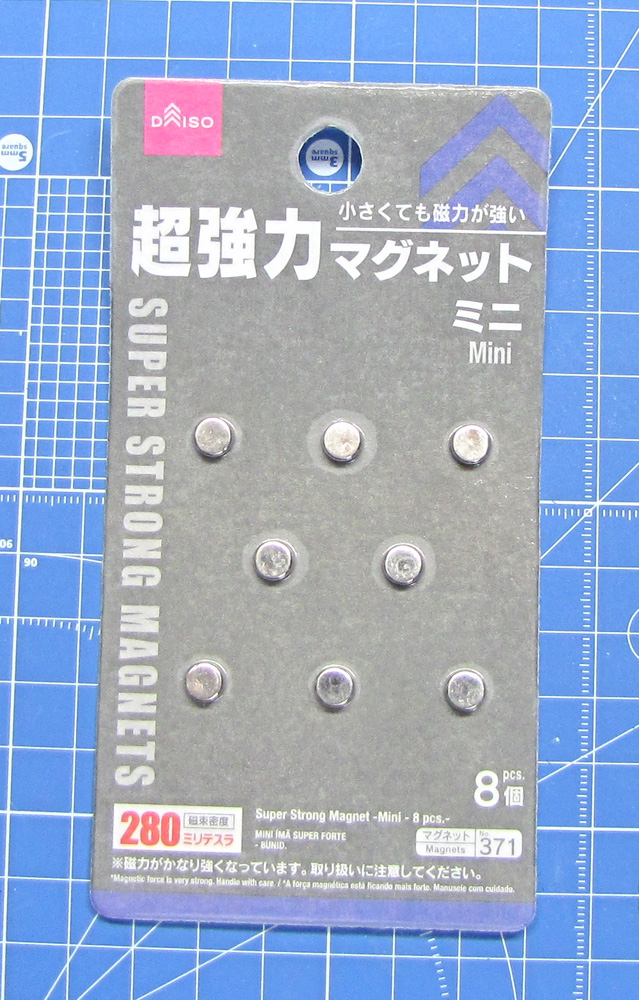 DAISO
小さくても磁力が強い
超強力マグネット
ミニ
Mini
SUPER STRONG MAGNETS
8個
pcs.
280
磁束密度
ミリテスラ
Super Strong Magnet -Mini - 8 pcs.-
MINI ÍMÃ SUPER FORTE
- 8UNID.
マグネット
Magnets
No.
371
※磁力がかなり強くなっています。取り扱いに注意してください。
*Magnetic force is very strong. Handle with care. / *A força magnética está ficando mais forte. Manuseie com cuidado.
5mm
square
3mm
square
06
90